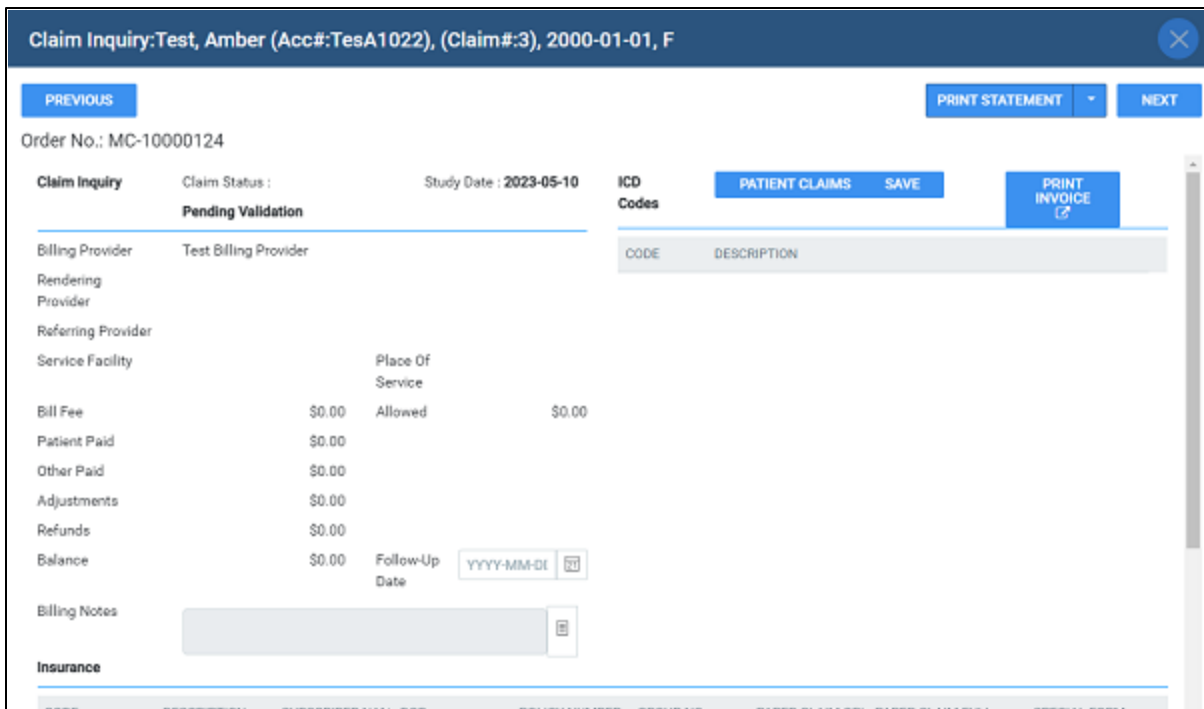 Claim Inquiry:Test, Amber (Acc#:TesA1022), (Claim#:3), 2000-01-01, F
PREVIOUS
PRINT STATEMENT
NEXT
Order No.: MC-10000124
Claim Inquiry
Claim Status :
Study Date : 2023-05-10
Pending Validation
ICD
Codes
PATIENT CLAIMS
SAVE
PRINT
INVOICE
Billing Provider
Test Billing Provider
CODE
DESCRIPTION
Rendering
Provider
Referring Provider
Service Facility
Place Of
Service
Bill Fee
$0.00
Allowed
$0.00
Patient Paid
$0.00
Other Paid
$0.00
Adjustments
$0.00
Refunds
$0.00
Balance
$0.00
Follow-Up
Date
YYYY-MM-DI
Billing Notes
Insurance